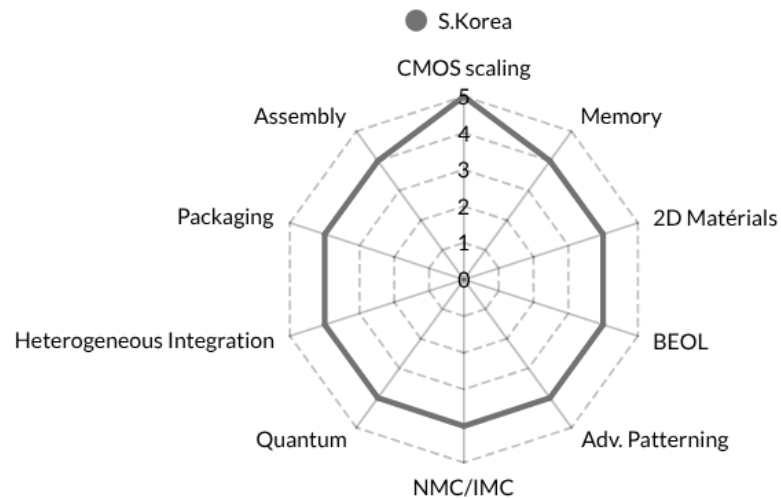 S.Korea
CMOS scaling
5
Assembly
Memory
4
3
2
Packaging
2D Matérials
1
0
Heterogeneous Integration
BEOL
Quantum
Adv. Patterning
NMC/IMC